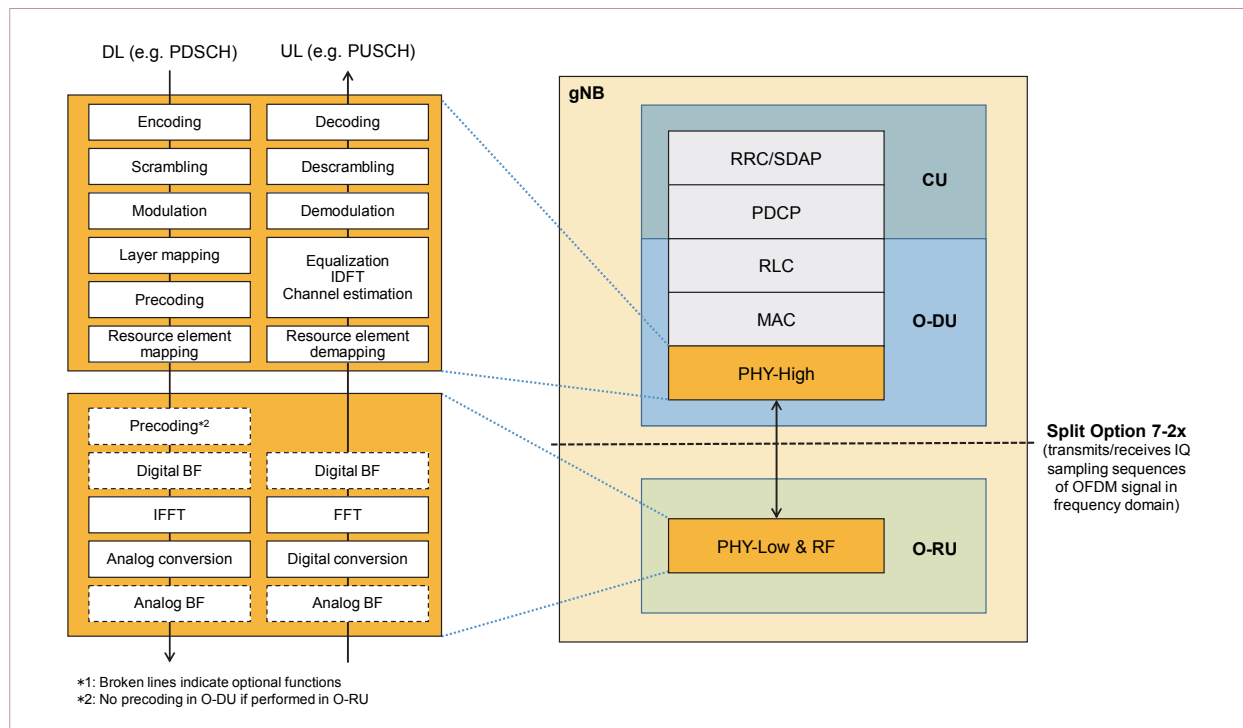 DL (e.g. PDSCH)
UL (e.g. PUSCH)
Encoding
Scrambling
Modulation
Layer mapping
Precoding
Resource element
mapping
Decoding
Descrambling
Demodulation
Equalization
IDFT
Channel estimation
Resource element
demapping
Precoding*2
Digital BF
IFFT
Analog conversion
Analog BF
Digital BF
FFT
Digital conversion
Analog BF
*1: Broken lines indicate optional functions
*2: No precoding in O-DU if performed in O-RU
gNB
RRC/SDAP
PDCP
CU
RLC
MAC
O-DU
PHY-High
Split Option 7-2x
(transmits/receives IQ
sampling sequences
of OFDM signal in
frequency domain)
PHY-Low & RF
O-RU